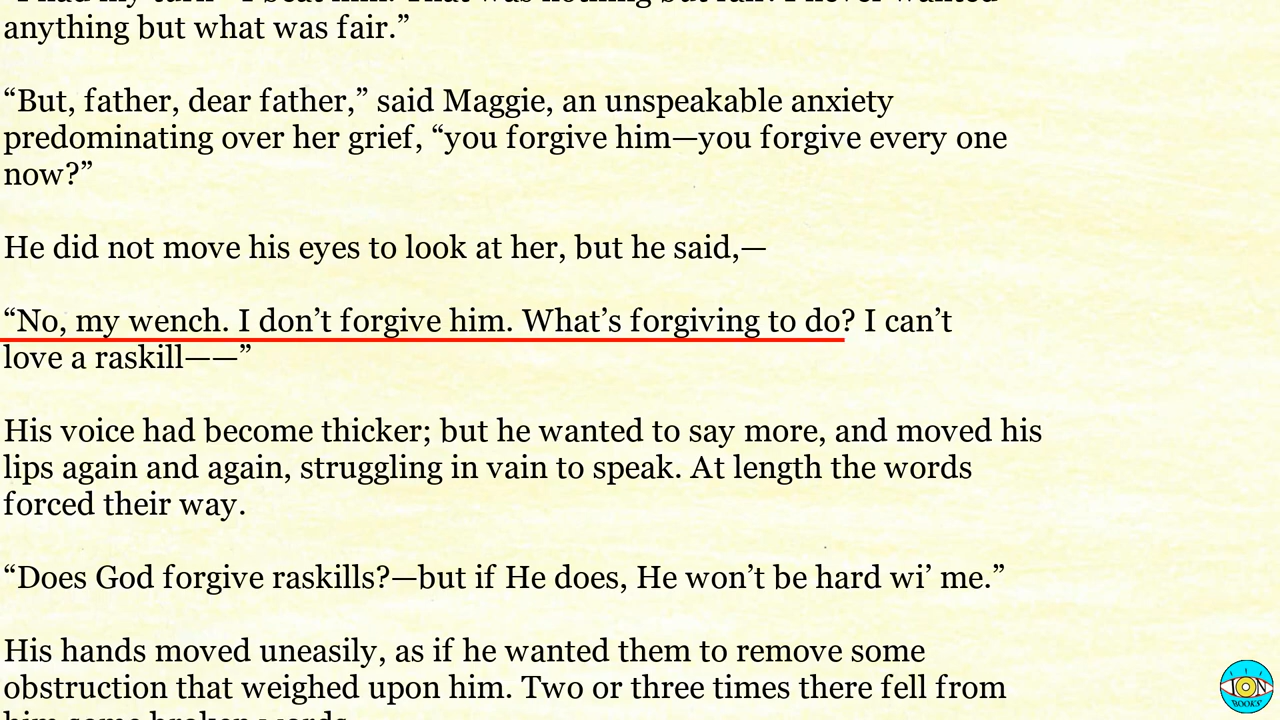 anything but what was fair.”
“But, father, dear father,” said Maggie, an unspeakable anxiety
predominating over her grief, “you forgive him—you forgive every one
now?”
He did not move his eyes to look at her, but he said,—
“No, my wench. I don’t forgive him. What’s forgiving to do? I can’t
love a raskill——”
His voice had become thicker; but he wanted to say more, and moved his
lips again and again, struggling in vain to speak. At length the words
forced their way.
“Does God forgive raskills?—but if He does, He won’t be hard wi’ me.”
His hands moved uneasily, as if he wanted them to remove some
obstruction that weighed upon him. Two or three times there fell from
him some broken words
ION
BOOKS